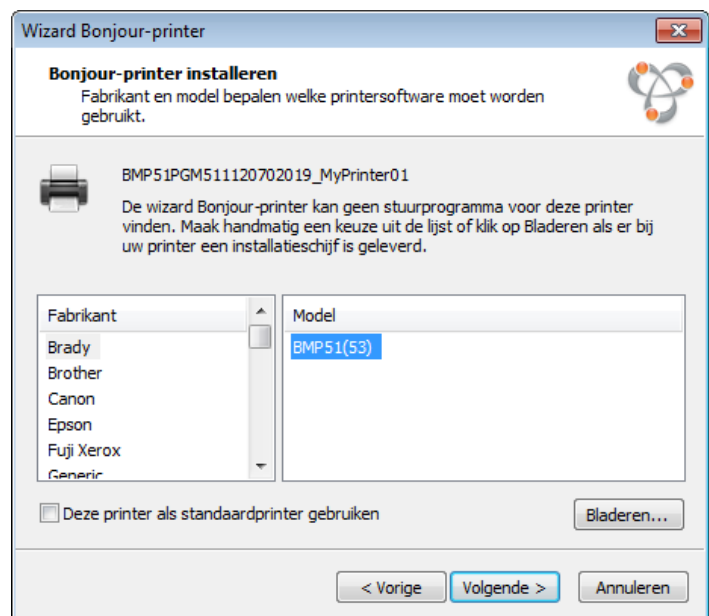 Wizard Bonjour-printer
Bonjour-printer installeren
Fabrikant en model bepalen welke printersoftware moet worden
gebruikt.
BMP51PGM511120702019_MyPrinter01
De wizard Bonjour-printer kan geen stuurprogramma voor deze printer
vinden. Maak handmatig een keuze uit de lijst of klik op Bladeren als er bij
uw printer een installatieschijf is geleverd.
Fabrikant
Brady
Brother
Canon
Epson
Fuji Xerox
Generic
Model
BMP51(53)
Deze printer als standaardprinter gebruiken
Bladeren...
< Vorige
Volgende >
Annuleren